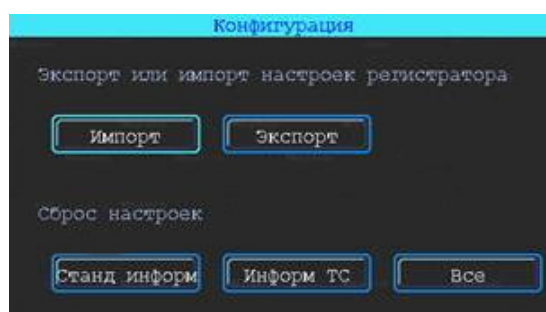 Конфигурация
Экспорт или импорт настроек регистратора
Импорт Экспорт
Сброс настроек
Станд информ Информ ТС Все